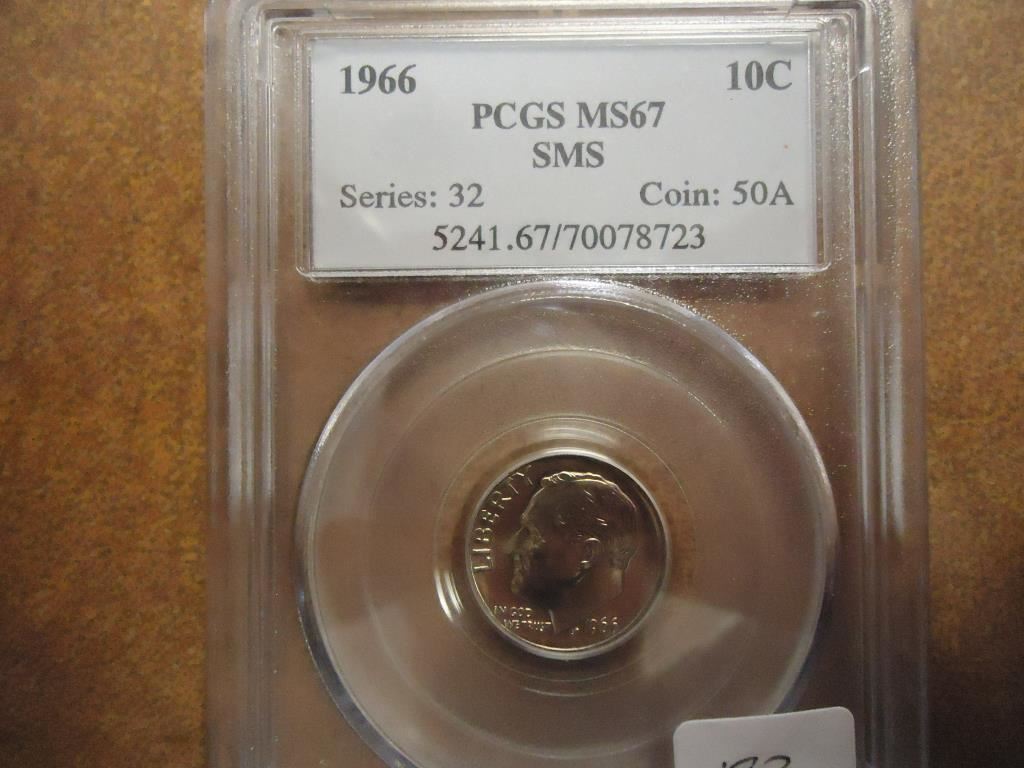 1966 10C
PCGS MS67
SMS
Series: 32 Coin: 50A
5241.67/70078723
LIBERTY
IN GOD
WE TRUST 1966